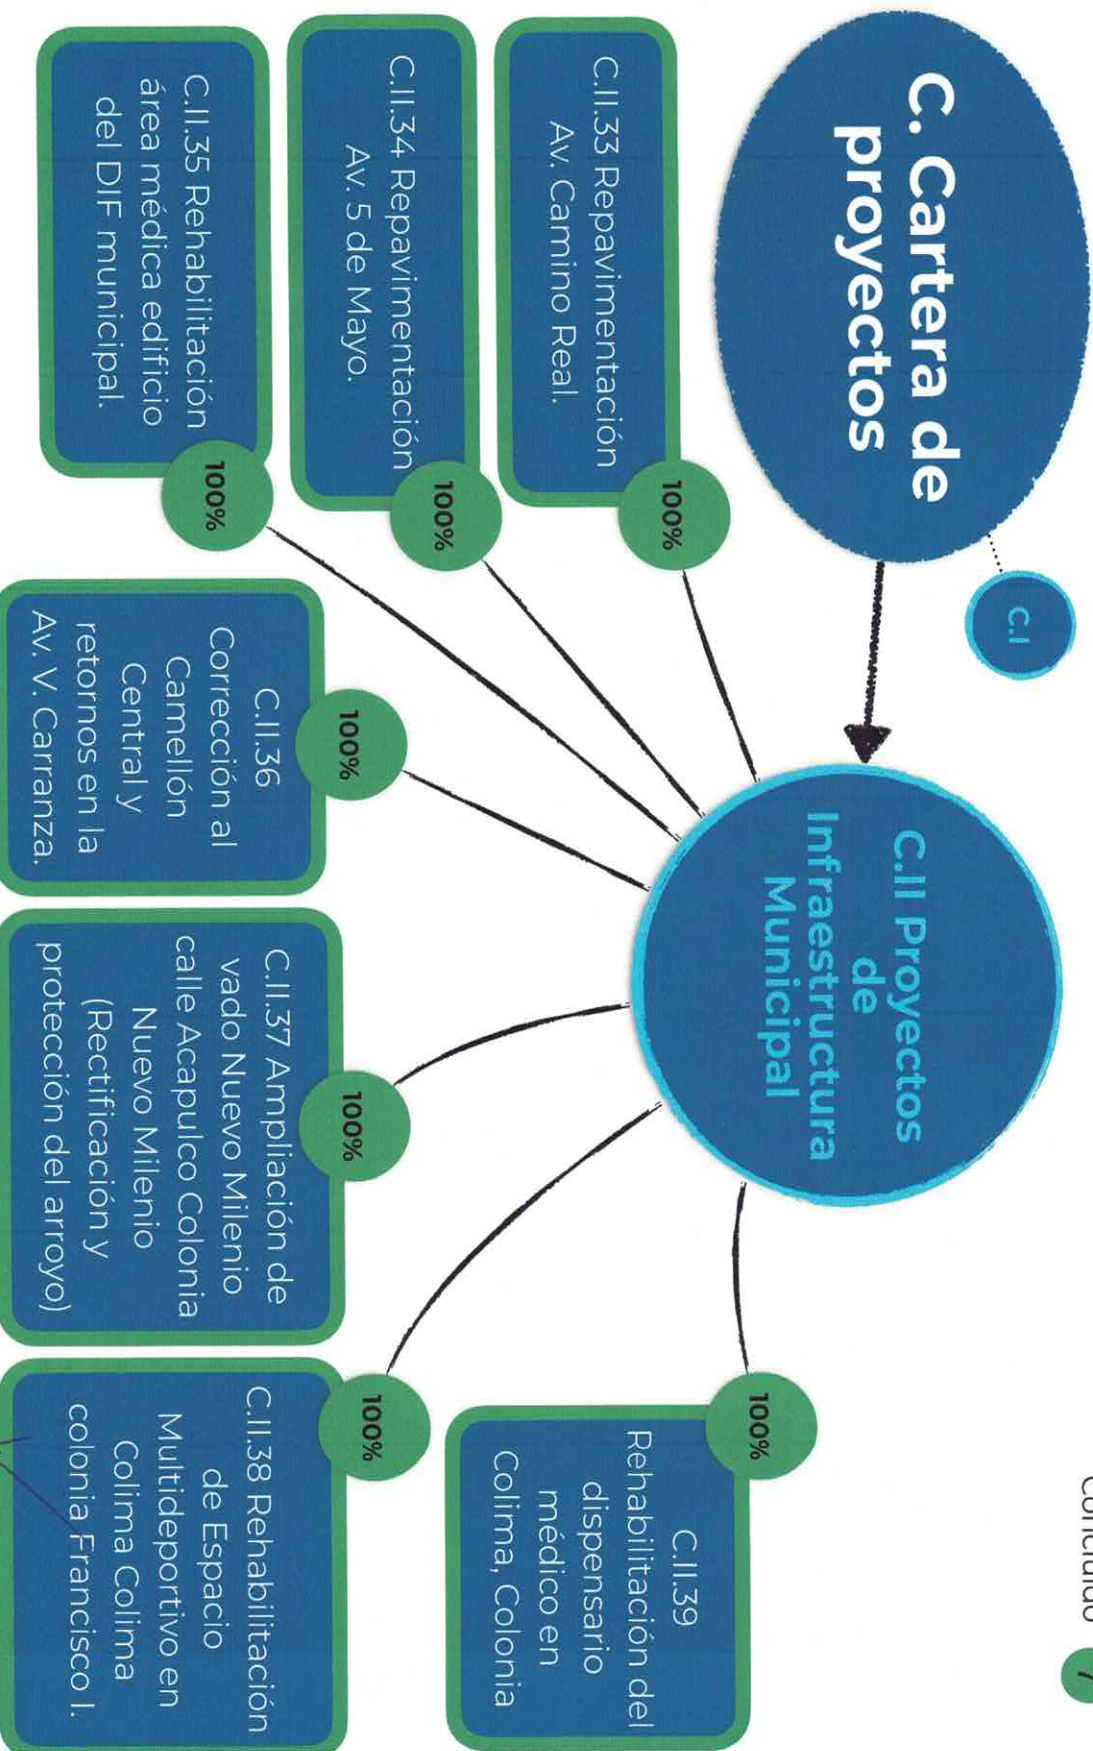 Concluido 7
C. Cartera de
proyectos
C.I
C.II Proyectos
de
Infraestructura
Municipal
100%
C.II.33 Repavimentación
Av. Camino Real.
100%
C.II.34 Repavimentación
Av. 5 de Mayo.
100%
C.II.35 Rehabilitación
área médica edificio
del DIF municipal.
100%
C.II.36
Corrección al
Camellón
Central y
retornos en la
Av. V. Carranza.
100%
C.II.37 Ampliación de
vado Nuevo Milenio
calle Acapulco Colonia
Nuevo Milenio
(Rectificación y
protección del arroyo)
100%
C.II.38 Rehabilitación
de Espacio
Multideportivo en
Colima Colima
colonia Francisco I.
100%
C.II.39
Rehabilitación del
dispensario
médico en
Colima, Colonia